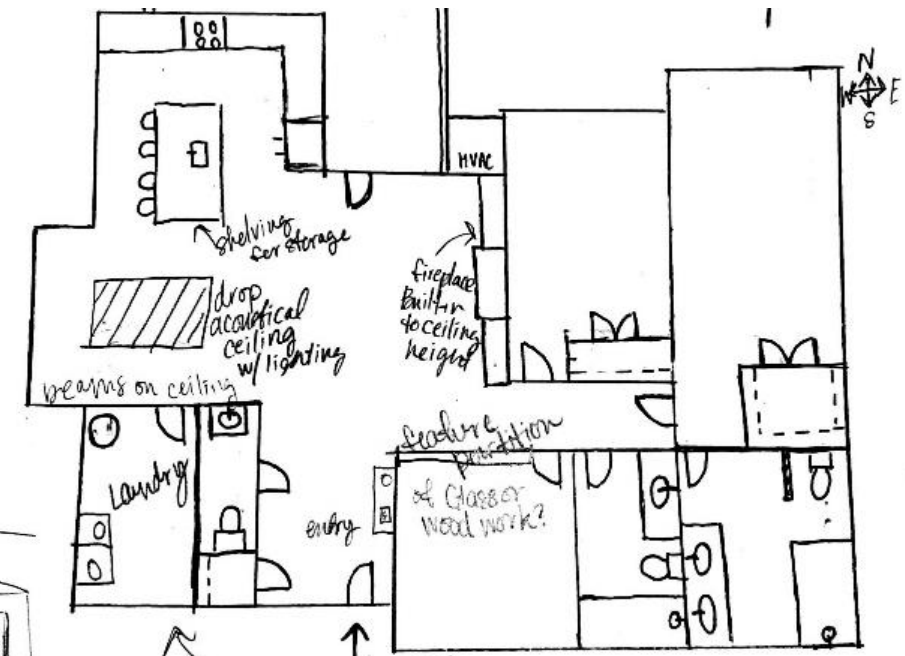 N
W E
S
HVAC
shelving
for storage
fireplace
Built-in
to ceiling
height
drop
acoustical
ceiling
w/ lighting
beams on ceiling
feature
partition
of Glass or
wood work?
Laundry
entry